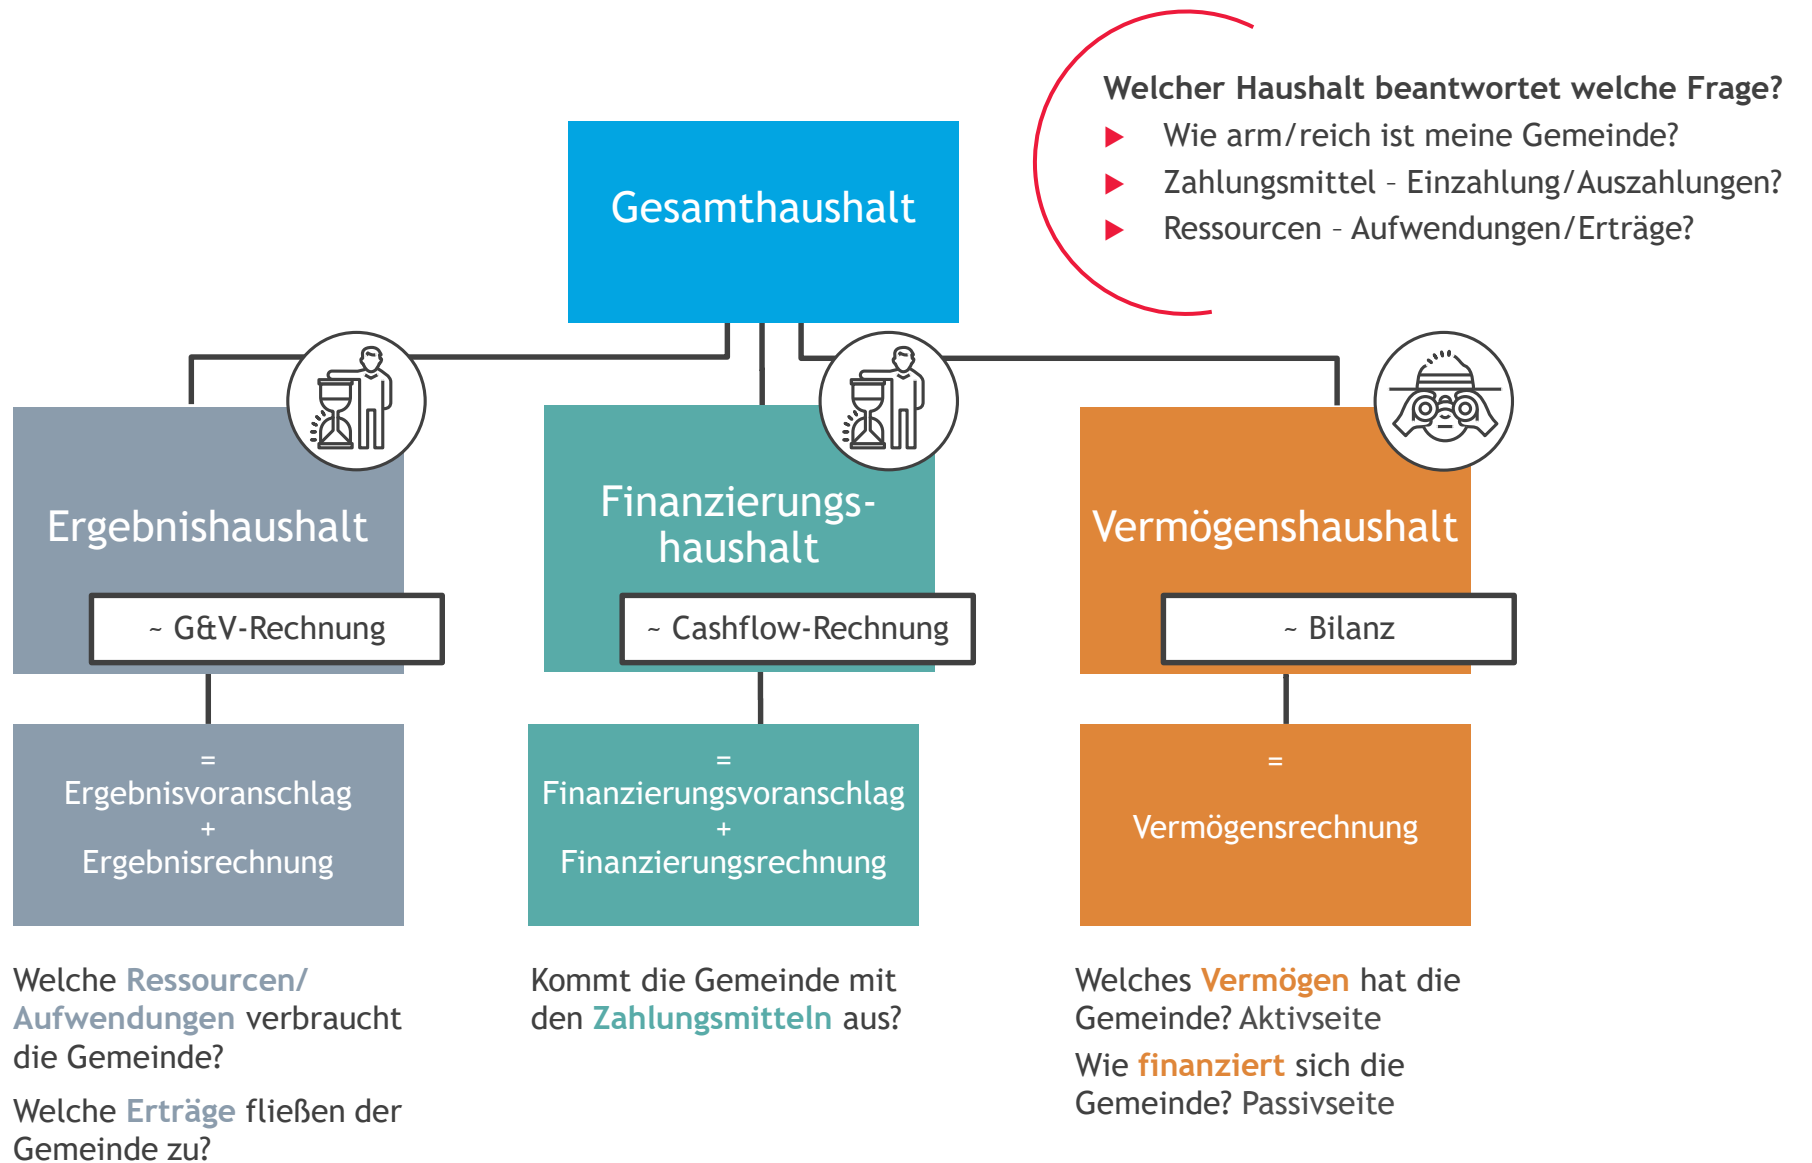 Welcher Haushalt beantwortet welche Frage?
Wie arm/reich ist meine Gemeinde?
Zahlungsmittel – Einzahlung/Auszahlungen?
Ressourcen – Aufwendungen/Erträge?
Gesamthaushalt
Ergebnishaushalt
~ G&V-Rechnung
=
Ergebnisvoranschlag
+
Ergebnisrechnung
Welche Ressourcen/
Aufwendungen verbraucht
die Gemeinde?
Welche Erträge fließen der
Gemeinde zu?
Finanzierungs-
haushalt
~ Cashflow-Rechnung
=
Finanzierungsvoranschlag
+
Finanzierungsrechnung
Kommt die Gemeinde mit
den Zahlungsmitteln aus?
Vermögenshaushalt
~ Bilanz
=
Vermögensrechnung
Welches Vermögen hat die
Gemeinde? Aktivseite
Wie finanziert sich die
Gemeinde? Passivseite